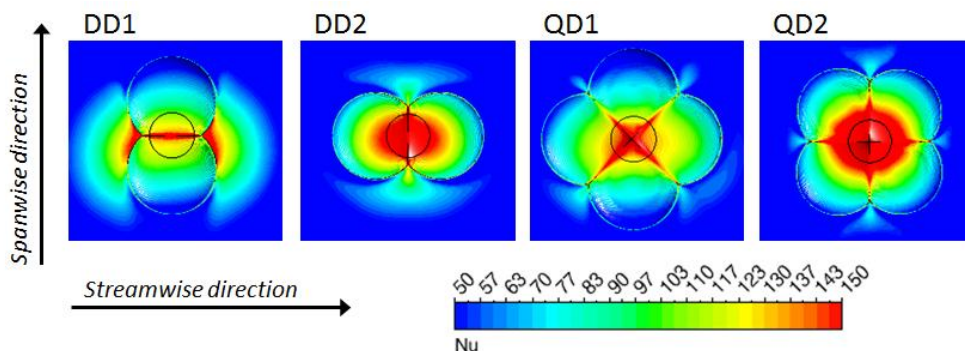 DD1
DD2
QD1
QD2
Spanwise direction
Streamwise direction
50 57 63 70 77 83 90 97 103 110 117 123 130 137 143 150
Nu